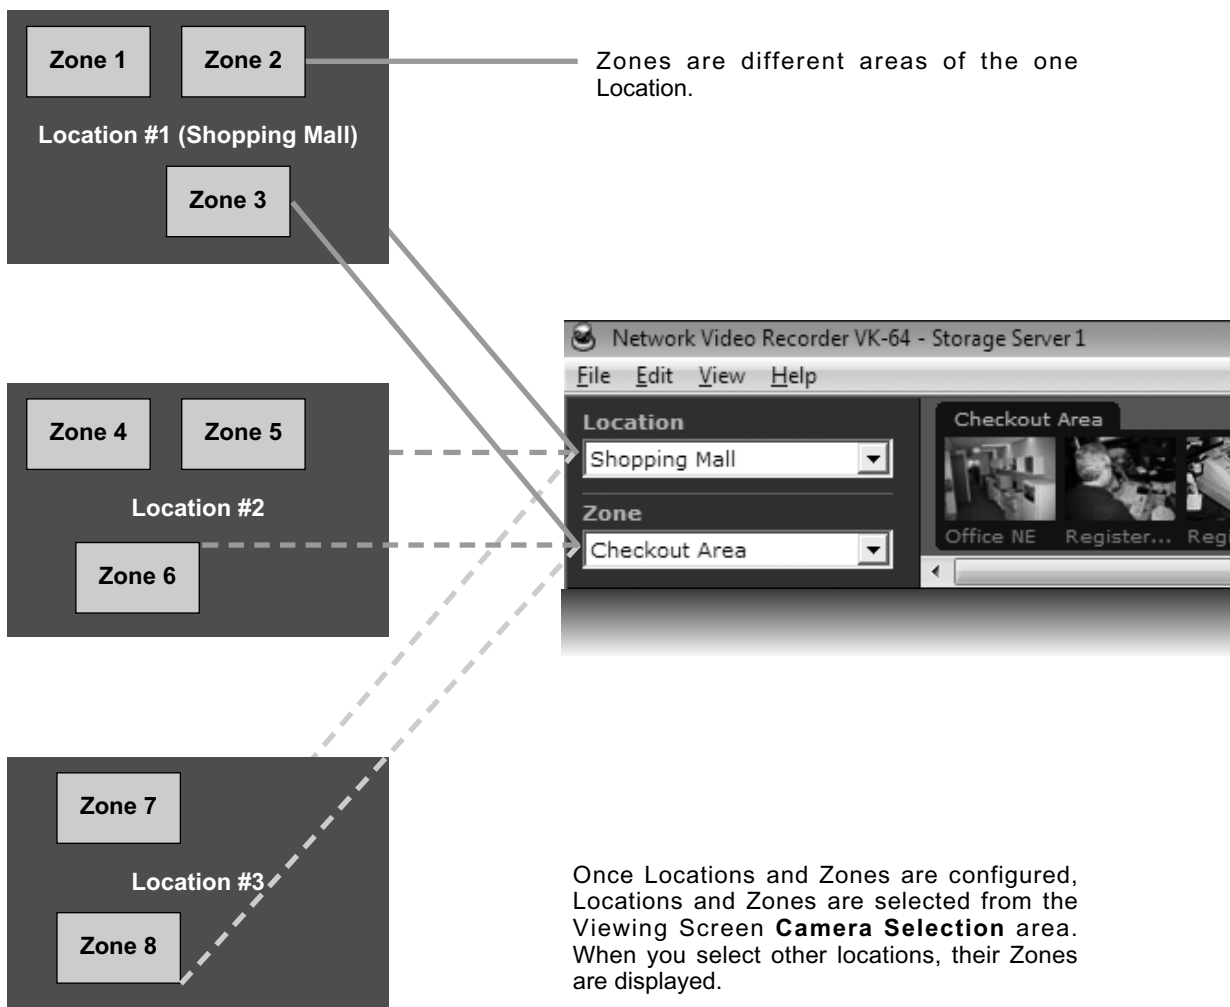 Zone 1
Zone 2
Zones are different areas of the one
Location.
Location #1 (Shopping Mall)
Zone 3
Network Video Recorder VK-64 - Storage Server 1
File Edit View Help
Location
Shopping Mall
Zone
Checkout Area
Checkout Area
Office NE
Register...
Regi
Zone 4
Zone 5
Location #2
Zone 6
Zone 7
Location #3
Zone 8
Once Locations and Zones are configured,
Locations and Zones are selected from the
Viewing Screen Camera Selection area.
When you select other locations, their Zones
are displayed.